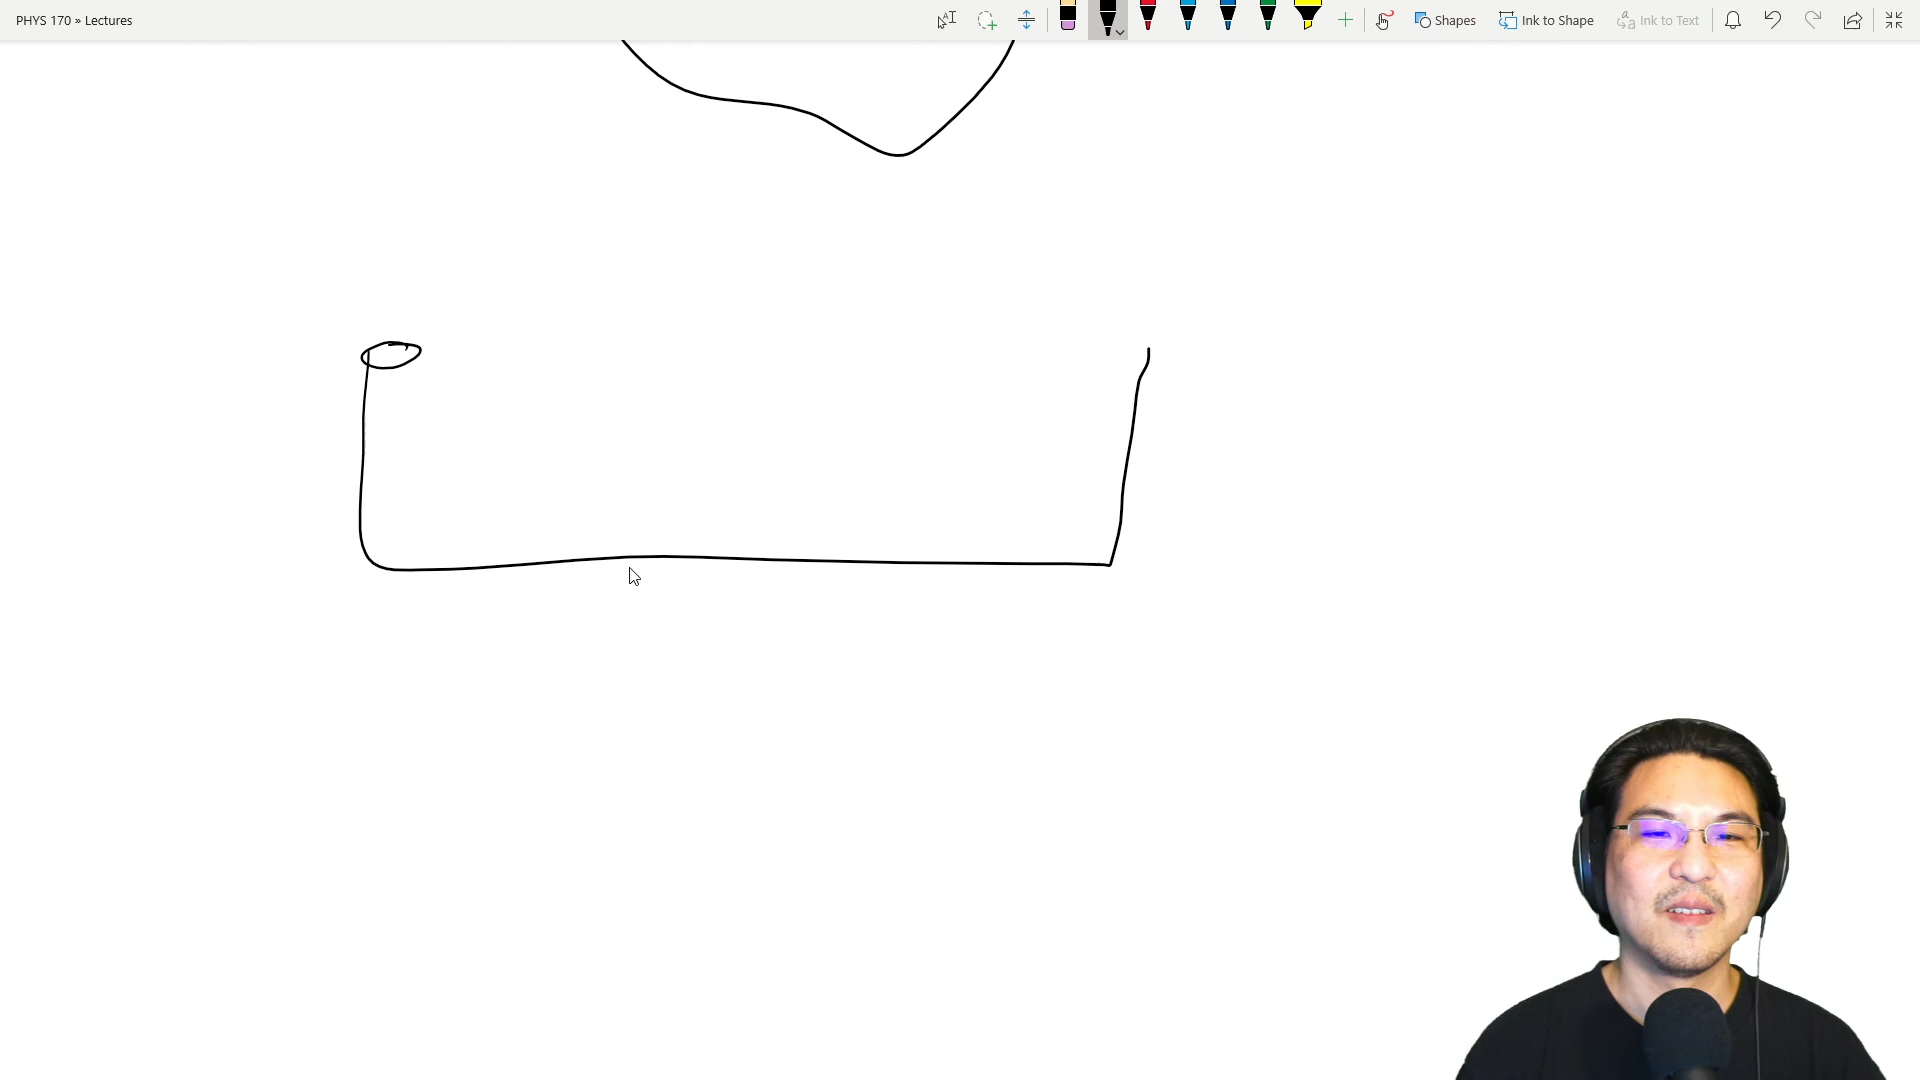 PHYS 170 » Lectures
Shapes
Ink to Shape
Ink to Text